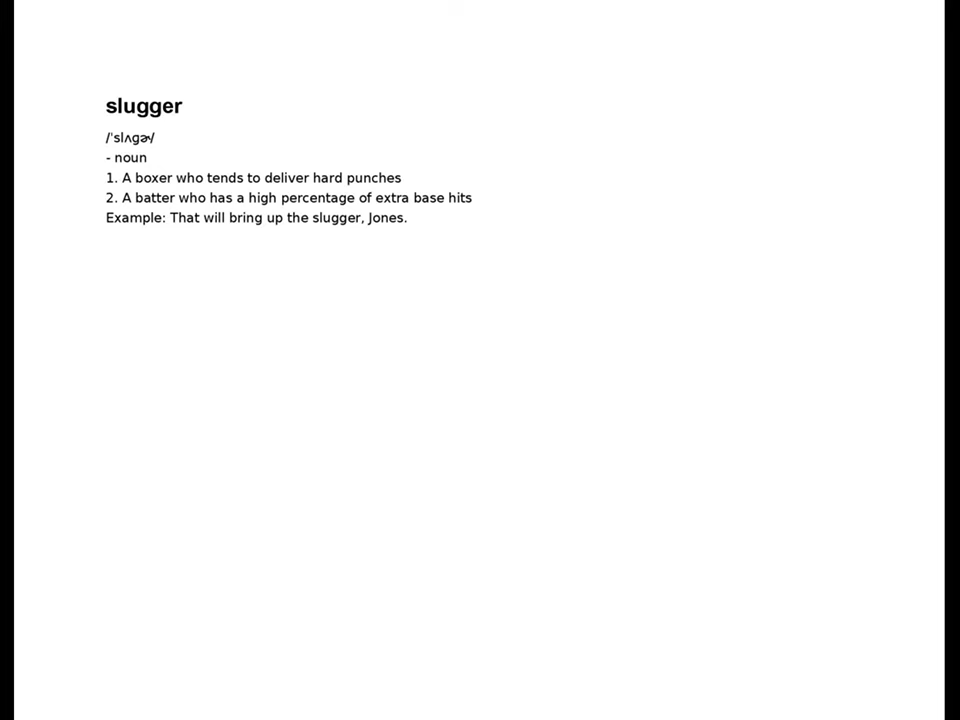 slugger
/ˈslʌgɚ/
- noun
1. A boxer who tends to deliver hard punches
2. A batter who has a high percentage of extra base hits
Example: That will bring up the slugger, Jones.